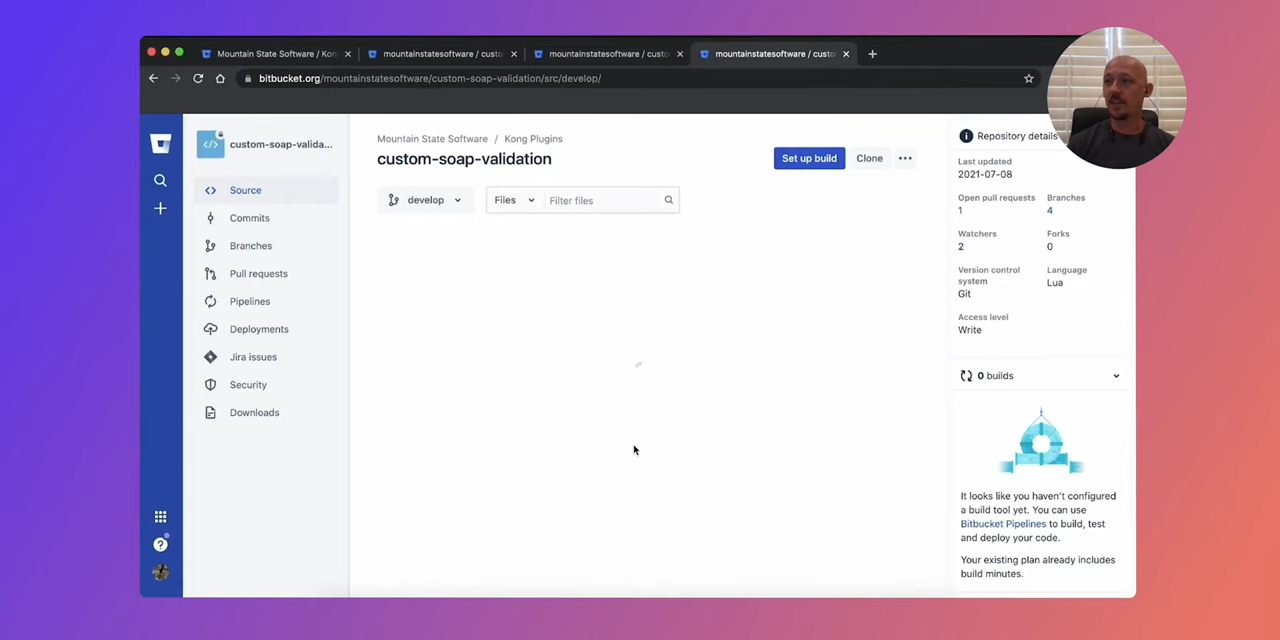 Mountain State Software / Kon
mountainstatesoftware / custo
mountainstatesoftware / custo
mountainstatesoftware / custo
bitbucket.org/mountainstatesoftware/custom-soap-validation/src/develop/
custom-soap-valida...
Source
Commits
Branches
Pull requests
Pipelines
Deployments
Jira issues
Security
Downloads
Mountain State Software / Kong Plugins
custom-soap-validation
Set up build
Clone
develop
Files
Filter files
Repository details
Last updated
2021-07-08
Open pull requests
1
Branches
4
Watchers
2
Forks
0
Version control
system
Git
Language
Lua
Access level
Write
0 builds
It looks like you haven't configured
a build tool yet. You can use
Bitbucket Pipelines to build, test
and deploy your code.
Your existing plan already includes
build minutes.